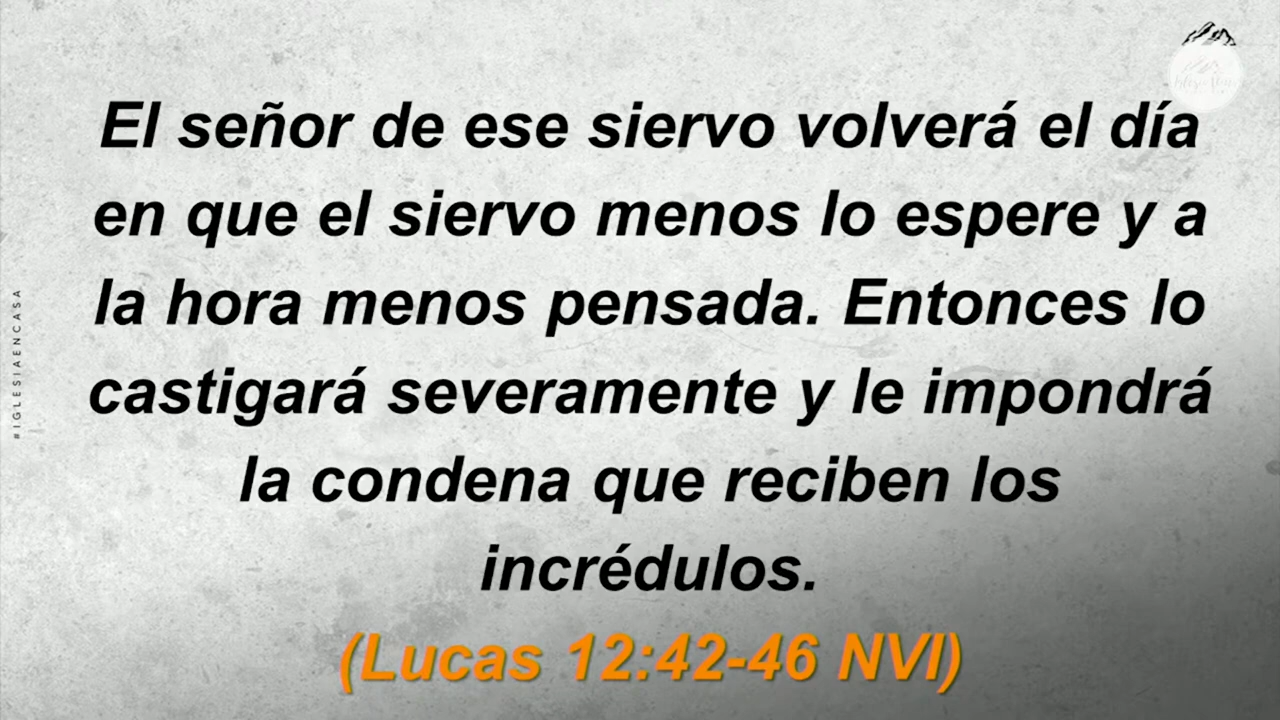 El señor de ese siervo volverá el día
en que el siervo menos lo espere y a
la hora menos pensada. Entonces lo
castigará severamente y le impondrá
la condena que reciben los
incrédulos.
(Lucas 12:42-46 NVI)
#IGLESIAENCASA